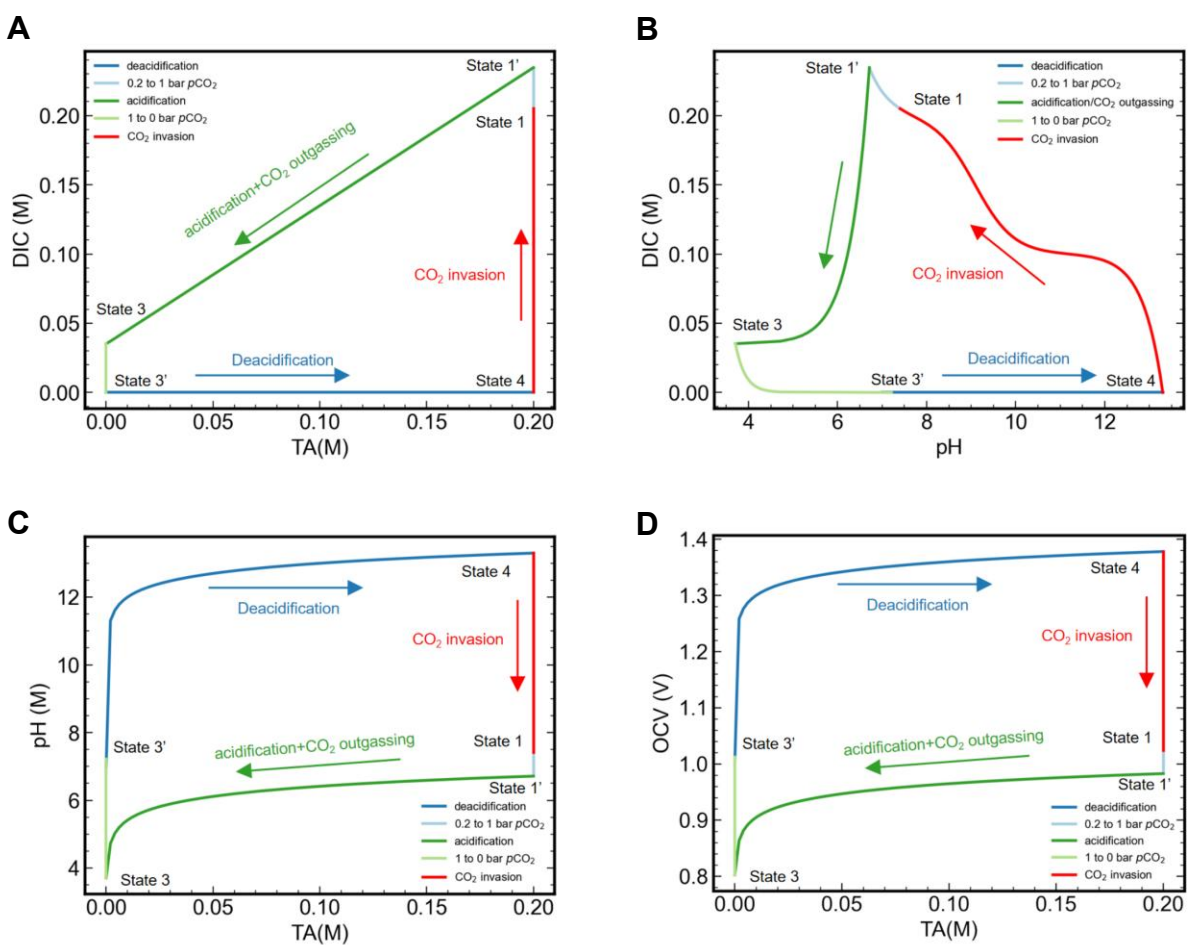 A
deacidification
0.2 to 1 bar pCO₂
acidification
1 to 0 bar pCO₂
CO₂ invasion
State 1’
State 1
acidification+CO₂ outgassing
CO₂ invasion
State 3
Deacidification
State 3’
State 4
DIC (M)
0.20
0.15
0.10
0.05
0.00
0.00 0.05 0.10 0.15 0.20
TA(M)
B
State 1’
State 1
deacidification
0.2 to 1 bar pCO₂
acidification/CO₂ outgassing
1 to 0 bar pCO₂
CO₂ invasion
CO₂ invasion
State 3
Deacidification
State 3’
State 4
DIC (M)
0.20
0.15
0.10
0.05
0.00
4 6 8 10 12
pH
C
State 4
Deacidification
CO₂ invasion
State 3’
State 1
acidification+CO₂ outgassing
State 1’
State 3
deacidification
0.2 to 1 bar pCO₂
acidification
1 to 0 bar pCO₂
CO₂ invasion
pH (M)
12
10
8
6
4
0.00 0.05 0.10 0.15 0.20
TA(M)
D
State 4
Deacidification
CO₂ invasion
State 3’
State 1
acidification+CO₂ outgassing
State 1’
State 3
deacidification
0.2 to 1 bar pCO₂
acidification
1 to 0 bar pCO₂
CO₂ invasion
OCV (V)
1.4
1.3
1.2
1.1
1.0
0.9
0.8
0.00 0.05 0.10 0.15 0.20
TA(M)